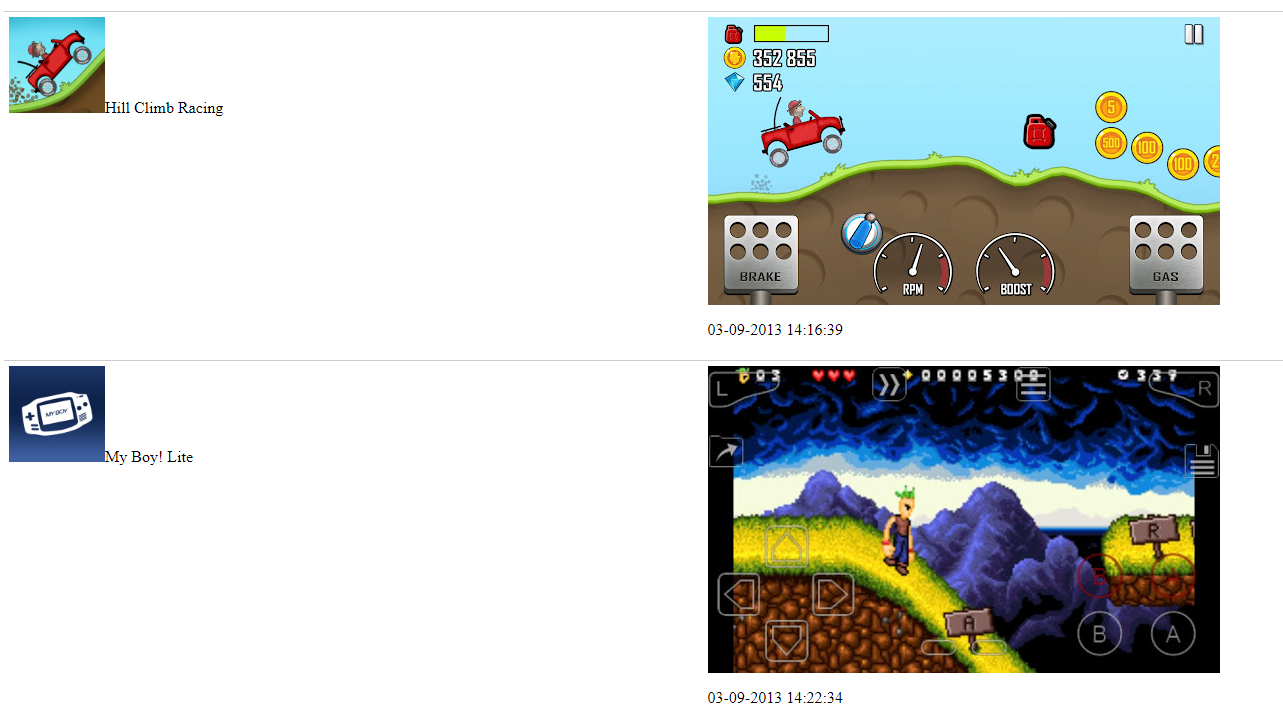 352 855
554
5
500
100
100
2
Hill Climb Racing
BRAKE
RPM
BOOST
GAS
03-09-2013 14:16:39
MY BOY
My Boy! Lite
03
00005300
337
L
R
R
B
A
B
A
03-09-2013 14:22:34